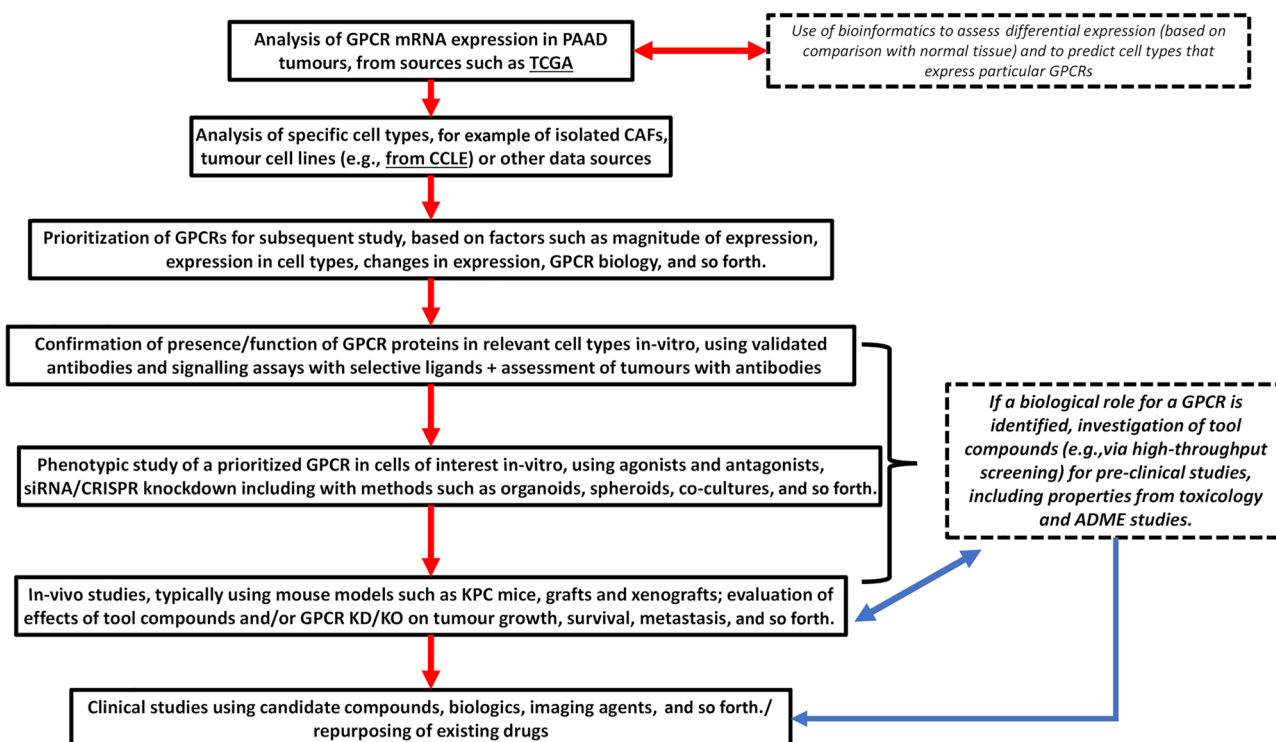 Analysis of GPCR mRNA expression in PAAD
tumours, from sources such as TCGA
Use of bioinformatics to assess differential expression (based
on comparison with normal tissue) and to predict cell types that
express particular GPCRs
Analysis of specific cell types, for example of isolated CAFs,
tumour cell lines (e.g., from CCLE) or other data sources
Prioritization of GPCRs for subsequent study, based on factors such as magnitude of expression,
expression in cell types, changes in expression, GPCR biology, and so forth.
Confirmation of presence/function of GPCR proteins in relevant cell types in-vitro, using validated
antibodies and signalling assays with selective ligands + assessment of tumours with antibodies
If a biological role for a GPCR is
identified, investigation of tool
compounds (e.g.,via high-throughput
screening) for pre-clinical studies,
including properties from toxicology
and ADME studies.
Phenotypic study of a prioritized GPCR in cells of interest in-vitro, using agonists and antagonists,
siRNA/CRISPR knockdown including with methods such as organoids, spheroids, co-cultures, and so forth.
In-vivo studies, typically using mouse models such as KPC mice, grafts and xenografts; evaluation of
effects of tool compounds and/or GPCR KD/KO on tumour growth, survival, metastasis, and so forth.
Clinical studies using candidate compounds, biologics, imaging agents, and so forth./
repurposing of existing drugs